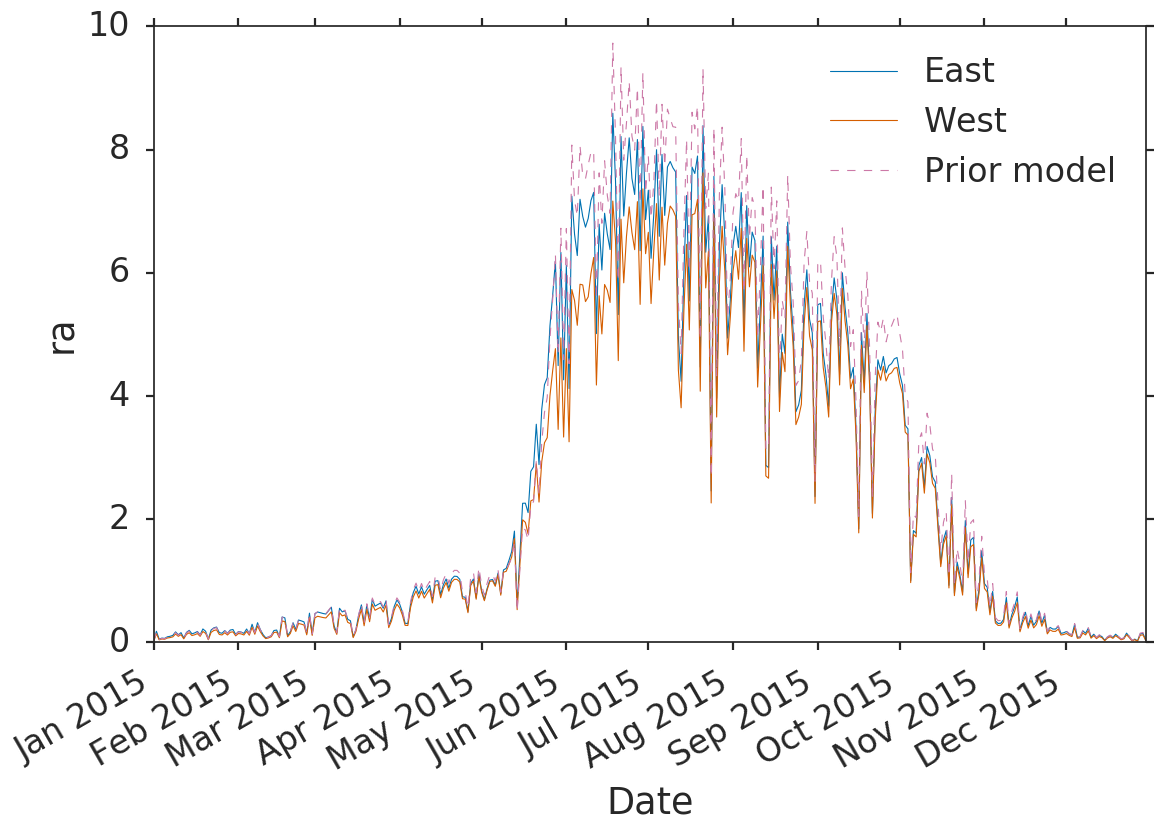 10
8
6
4
2
0
ra
East
West
Prior model
Jan 2015
Feb 2015
Mar 2015
Apr 2015
May 2015
Jun 2015
Jul 2015
Aug 2015
Sep 2015
Oct 2015
Nov 2015
Dec 2015
Date